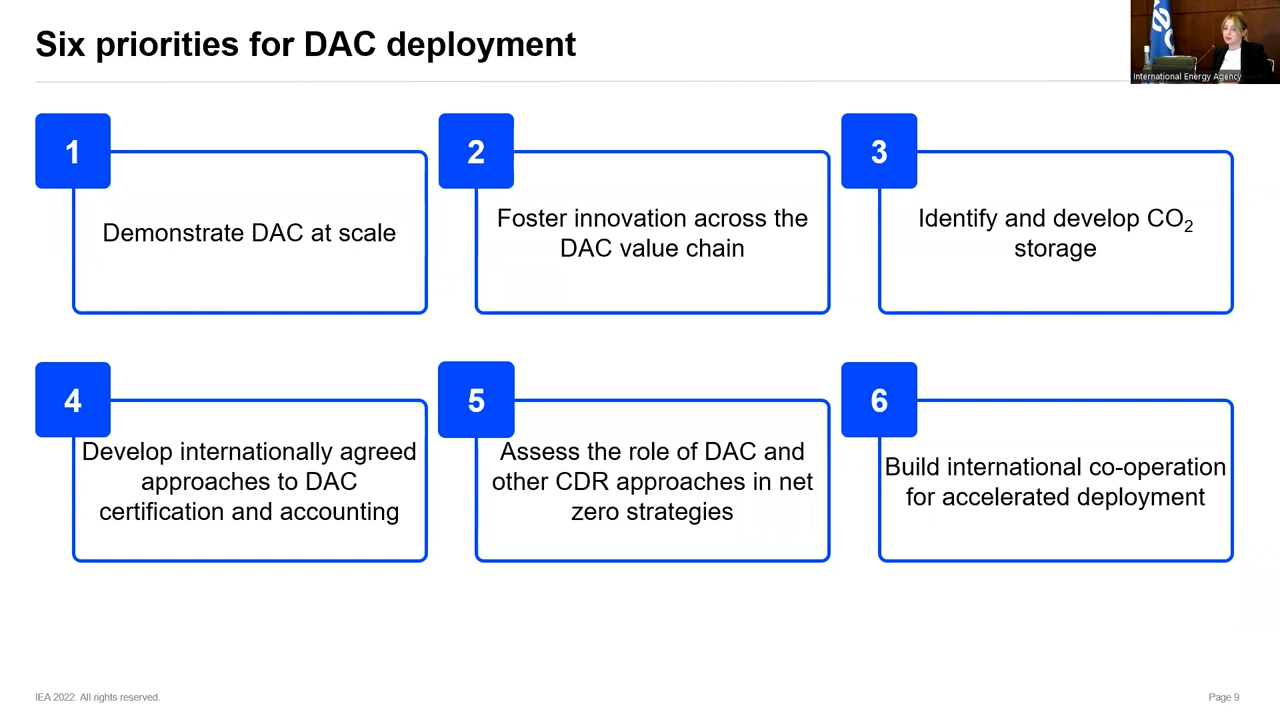 Six priorities for DAC deployment
International Energy Agency
1
Demonstrate DAC at scale
2
Foster innovation across the
DAC value chain
3
Identify and develop CO₂
storage
4
Develop internationally agreed
approaches to DAC
certification and accounting
5
Assess the role of DAC and
other CDR approaches in net
zero strategies
6
Build international co-operation
for accelerated deployment
IEA 2022. All rights reserved.
Page 9